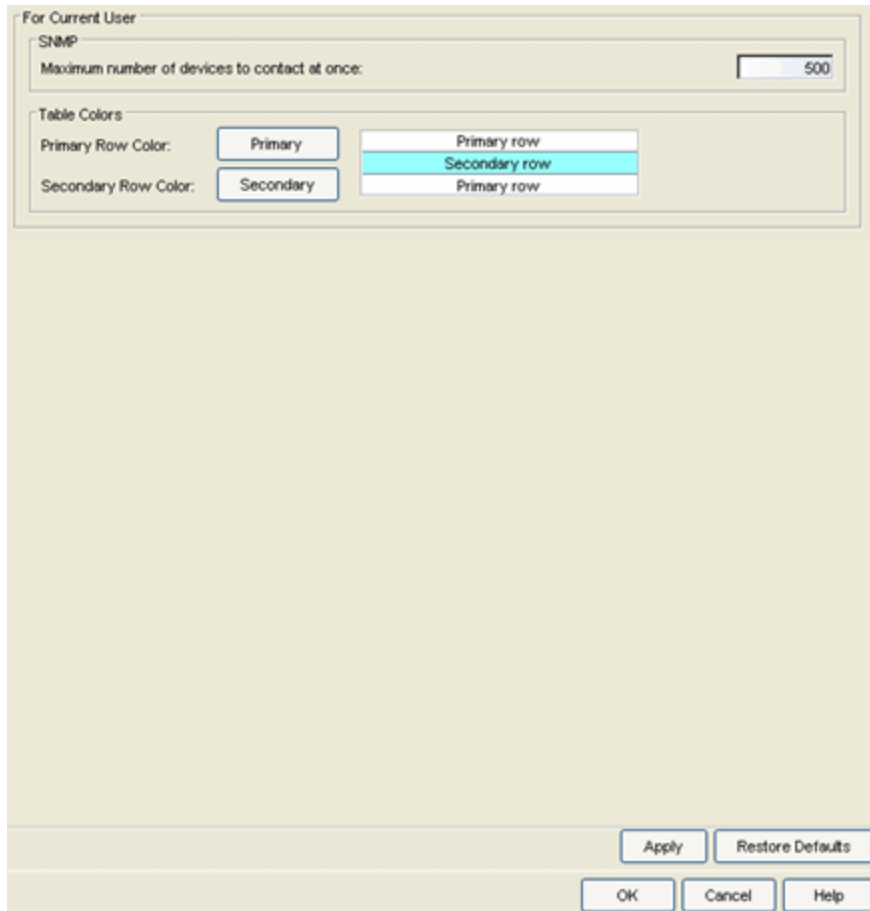 For Current User
SNMP
Maximum number of devices to contact at once: 500
Table Colors
Primary Row Color: Primary Primary row
Secondary row
Secondary Row Color: Secondary Primary row
Apply Restore Defaults
OK Cancel Help